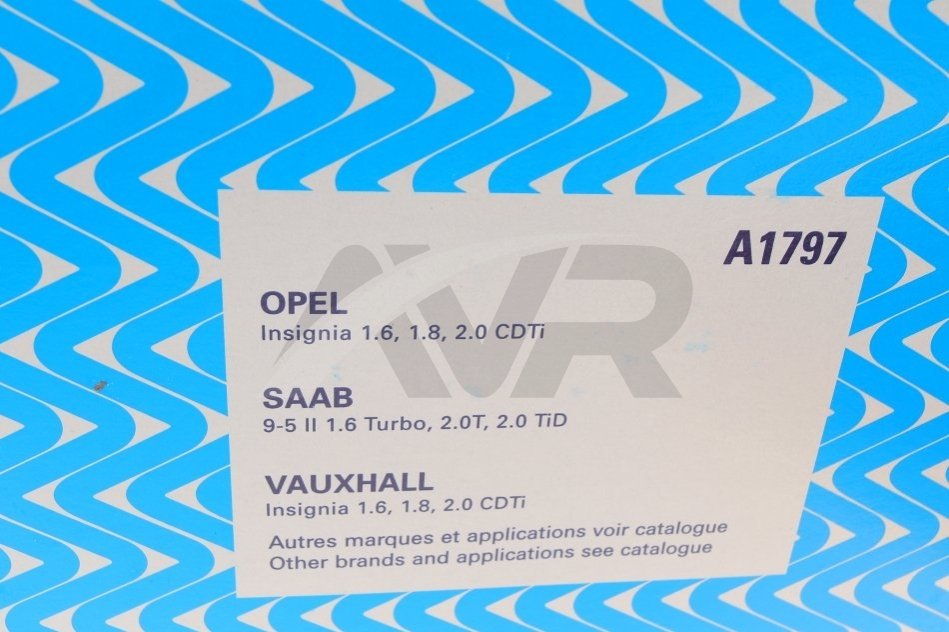 A1797
AVR
OPEL
Insignia 1.6, 1.8, 2.0 CDTi
SAAB
9-5 II 1.6 Turbo, 2.0T, 2.0 TiD
VAUXHALL
Insignia 1.6, 1.8, 2.0 CDTi
Autres marques et applications voir catalogue
Other brands and applications see catalogue